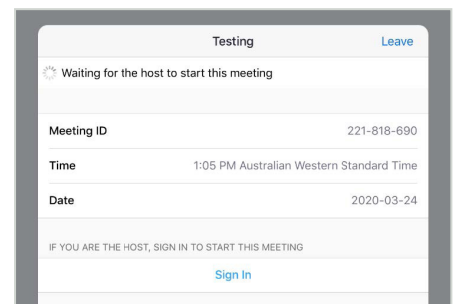 Testing
Leave
Waiting for the host to start this meeting
Meeting ID 221-818-690
Time 1:05 PM Australian Western Standard Time
Date 2020-03-24
IF YOU ARE THE HOST, SIGN IN TO START THIS MEETING
Sign In